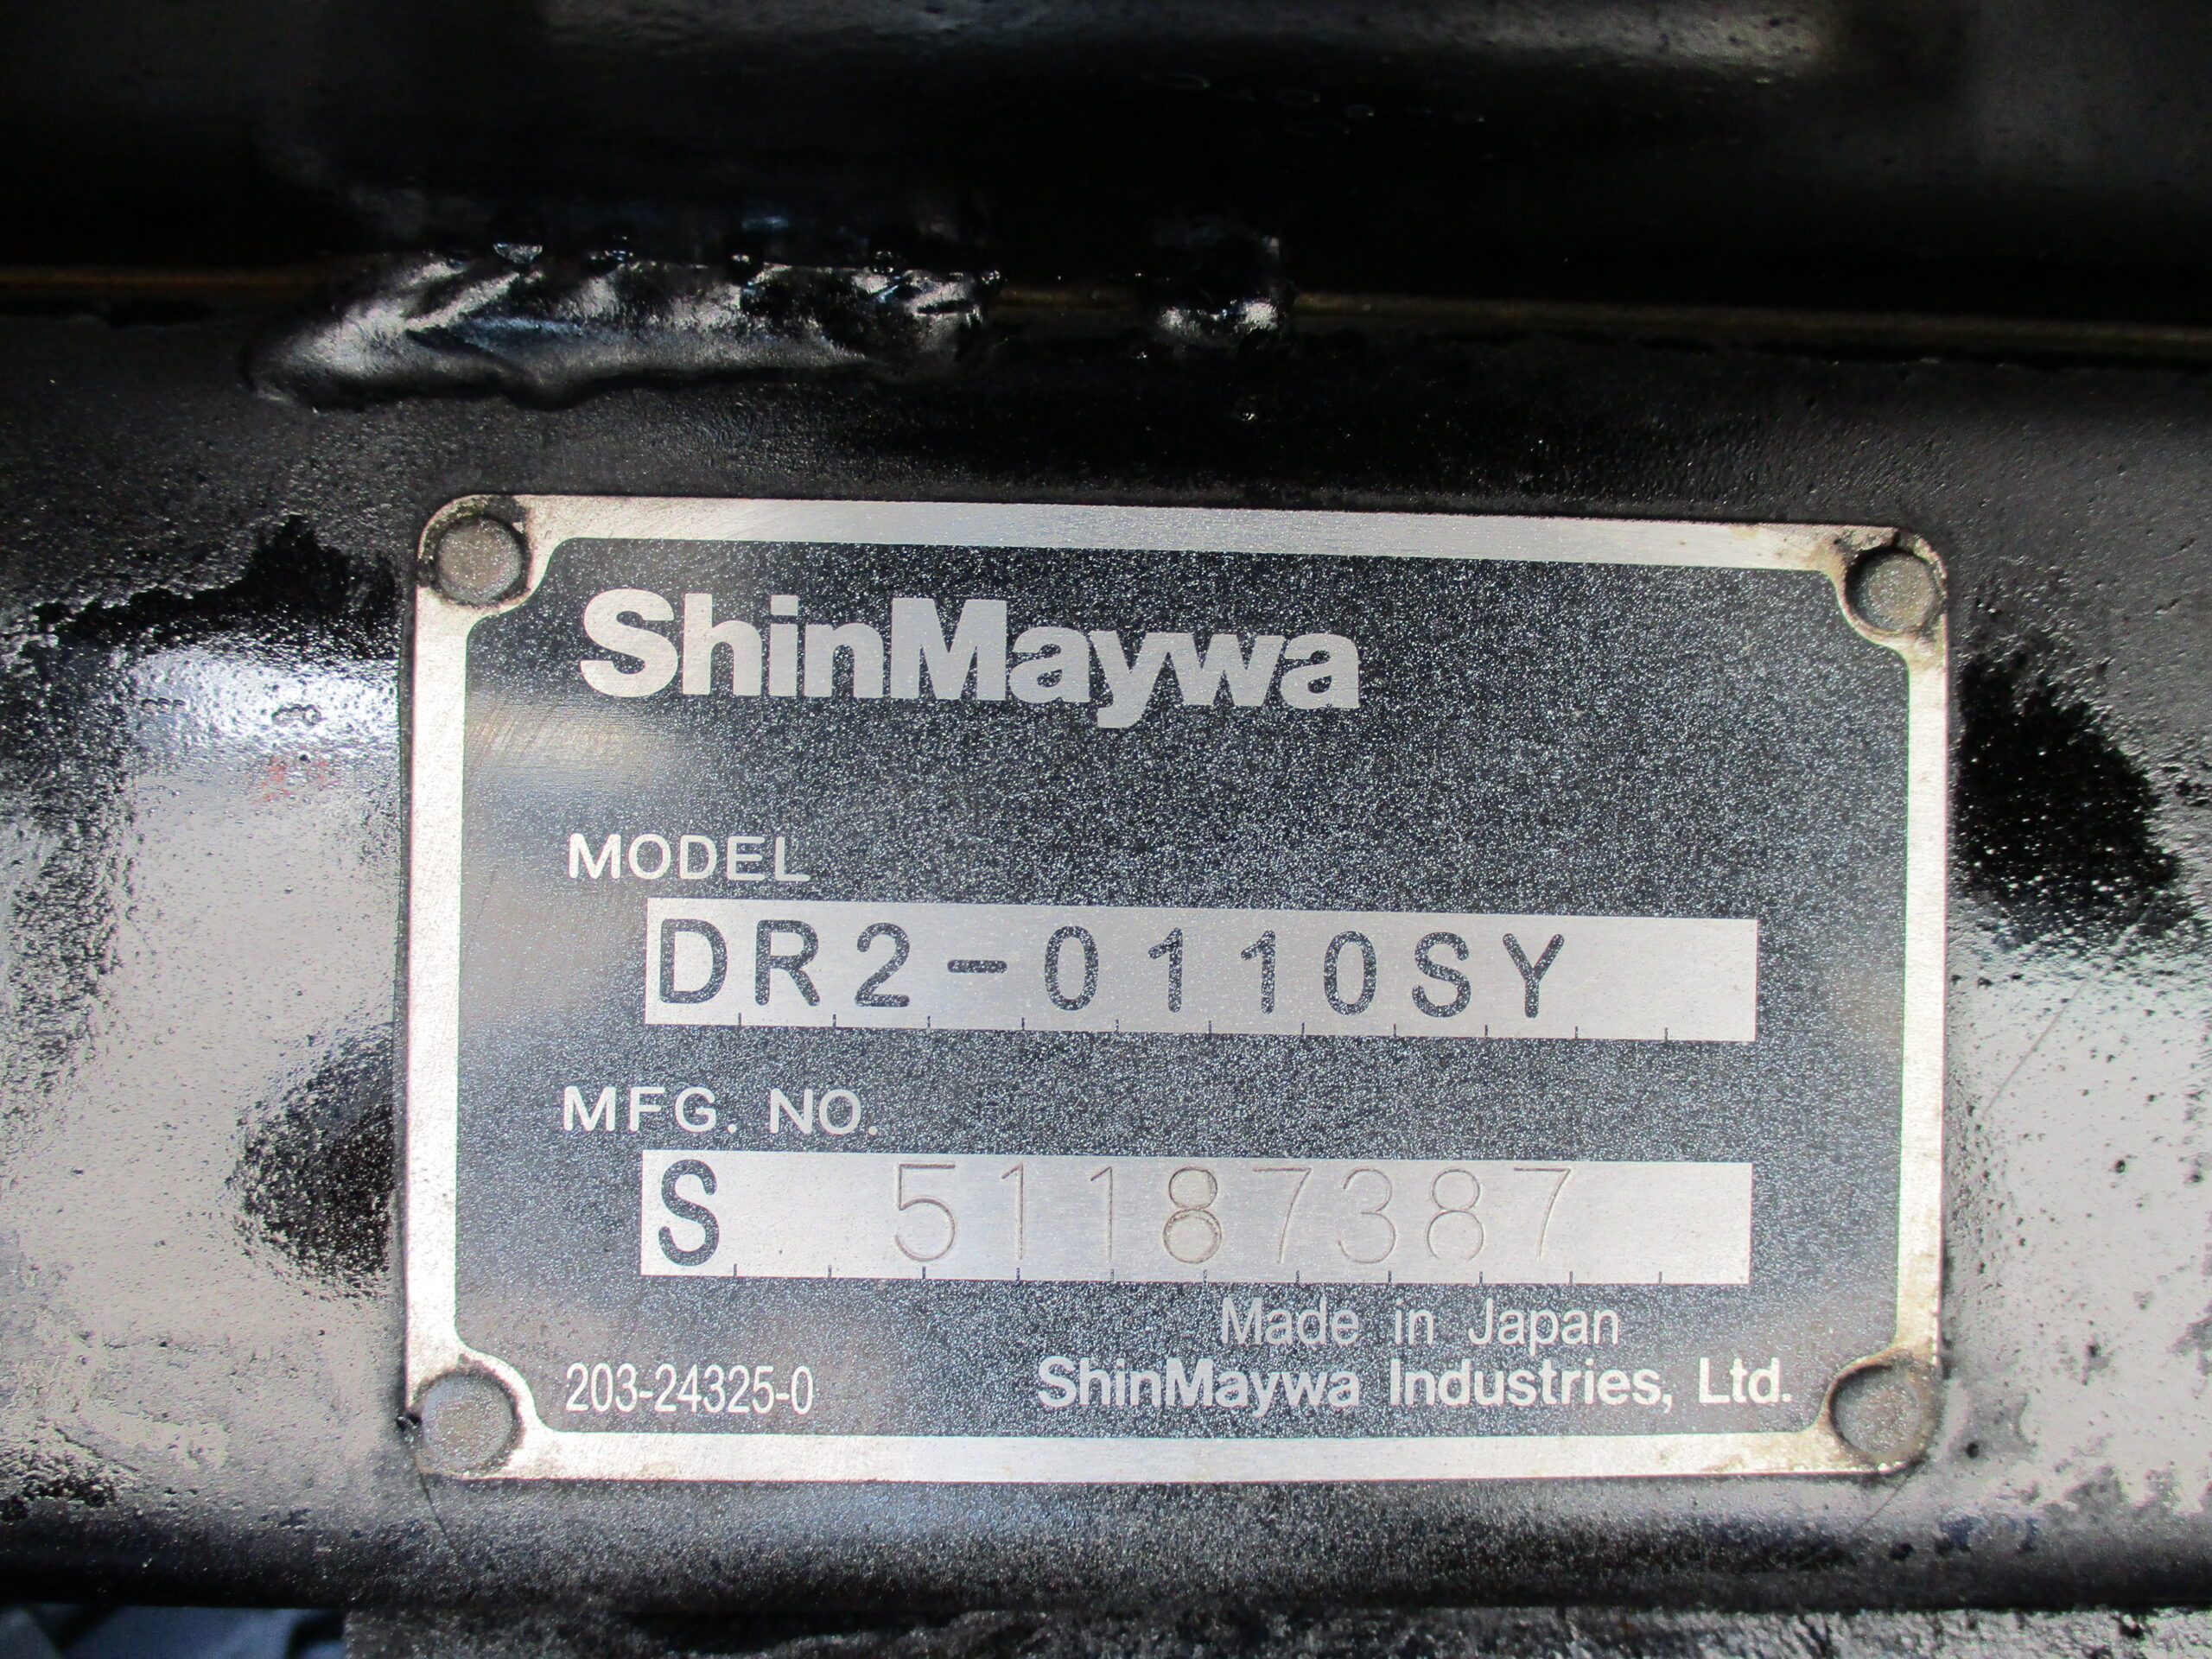 ShinMaywa
MODEL
DR2-0110SY
MFG. NO.
S 51187387
Made in Japan
203-24325-0 ShinMaywa Industries, Ltd.